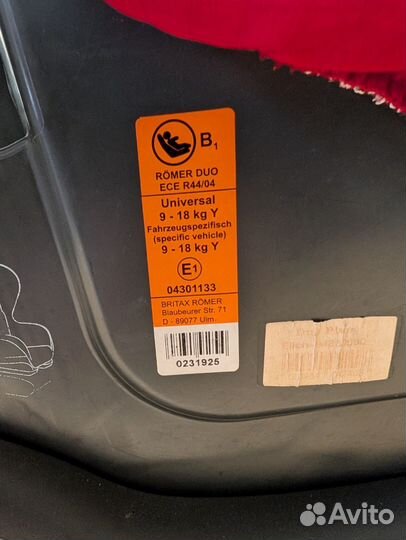 B1
RÖMER DUO
ECE R44/04
Universal
9 - 18 kg Y
Fahrzeugspezifisch
(specific vehicle)
9 - 18 kg Y
E1
04301133
BRITAX RÖMER
Blaubeurer Str. 71
D - 89077 Ulm
0231925
Avito